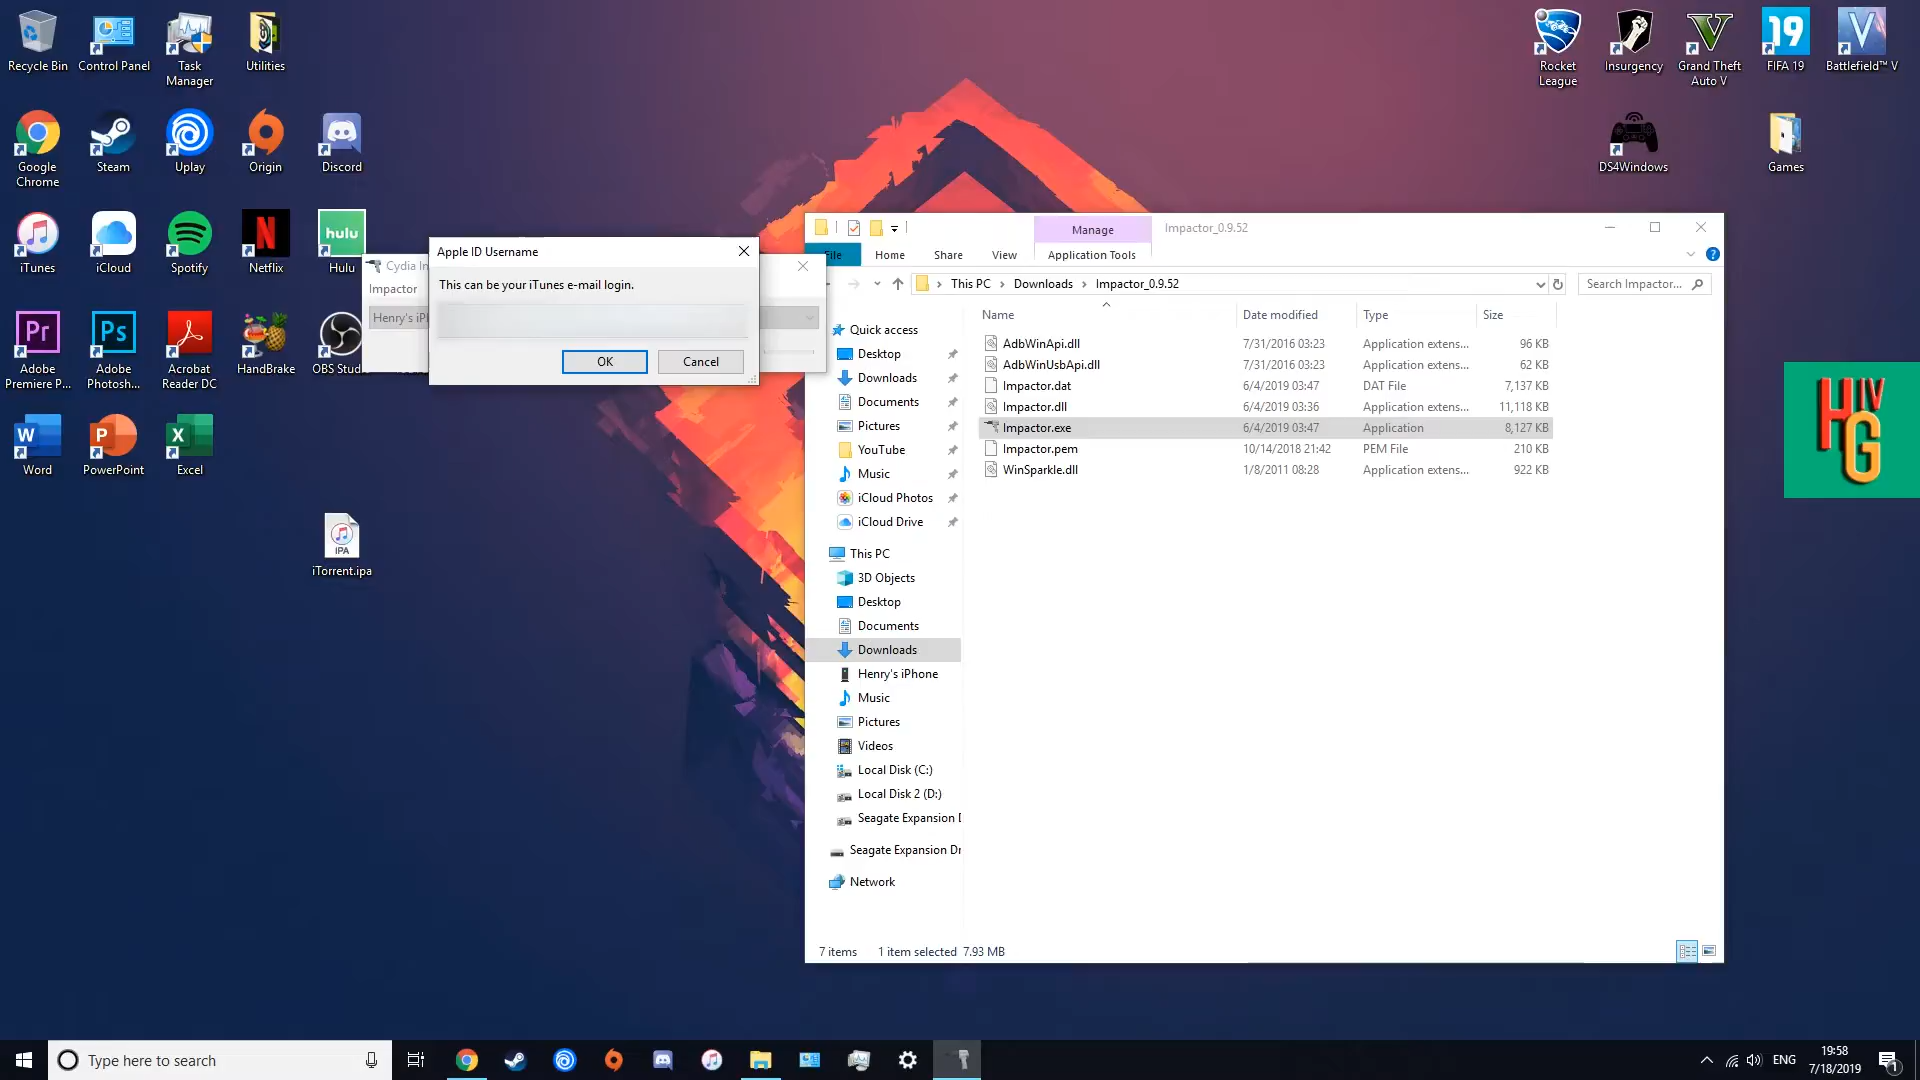 Recycle Bin
Control Panel
Task
Manager
Utilities
Google
Chrome
Steam
Uplay
Origin
Discord
iTunes
iCloud
Spotify
Netflix
hulu
Hulu
Pr
Adobe
Premiere P...
Ps
Adobe
Photosh...
Acrobat
Reader DC
HandBrake
OBS
W
Word
P
PowerPoint
X
Excel
IPA
iTorrent.ipa
Rocket
League
Insurgency
V
Grand Theft
Auto V
19
FIFA 19
V
Battlefield™ V
DS4Windows
Games
HIV
G
Cydia
Impactor
Henry's
Apple ID Username
This can be your iTunes e-mail login.
OK
Cancel
Manage
Impactor_0.9.52
File
Home
Share
View
Application Tools
?
This PC
Downloads
Impactor_0.9.52
Search Impactor...
Name
Date modified
Type
Size
AdbWinApi.dll 7/31/2016 03:23 Application extens... 96 KB
AdbWinUsbApi.dll 7/31/2016 03:23 Application extens... 62 KB
Impactor.dat 6/4/2019 03:47 DAT File 7,137 KB
Impactor.dll 6/4/2019 03:36 Application extens... 11,118 KB
Impactor.exe 6/4/2019 03:47 Application 8,127 KB
Impactor.pem 10/14/2018 21:42 PEM File 210 KB
WinSparkle.dll 1/8/2011 08:28 Application extens... 922 KB
Quick access
Desktop
Downloads
Documents
Pictures
YouTube
Music
iCloud Photos
iCloud Drive
This PC
3D Objects
Desktop
Documents
Downloads
Henry's iPhone
Music
Pictures
Videos
Local Disk (C:)
Local Disk 2 (D:)
Seagate Expansion
Seagate Expansion
Network
7 items
1 item selected 7.93 MB
Type here to search
ENG
19:58
7/18/2019
1